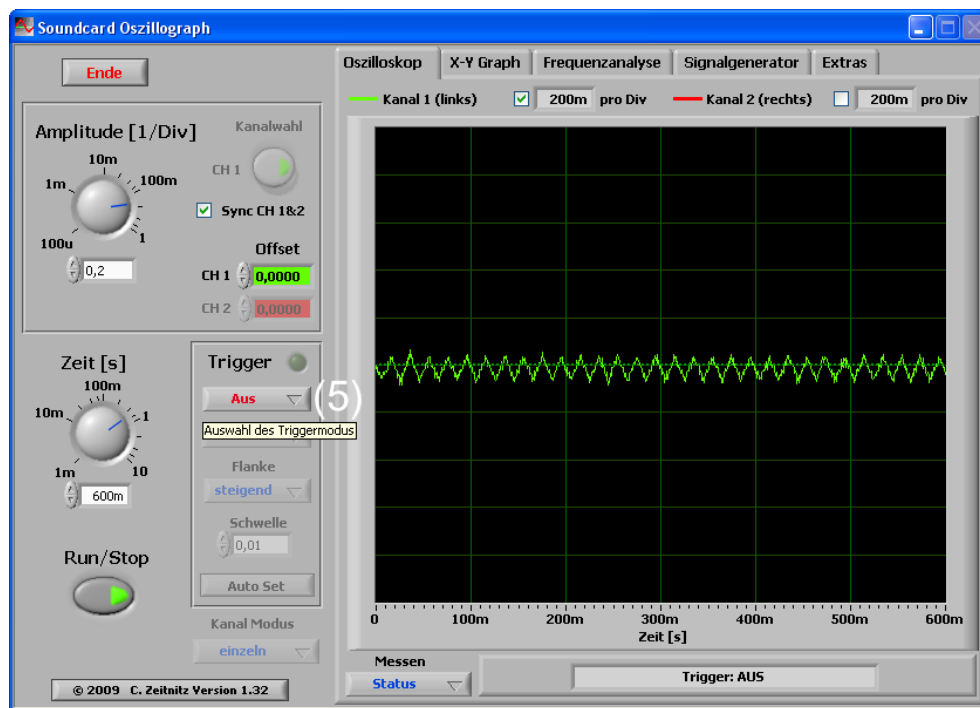 Soundcard Oszillograph
Ende
Amplitude [1/Div]
10m
1m
100m
100u
1
0,2
Kanalwahl
CH 1
Sync CH 1&2
Offset
CH 1 0,0000
CH 2 0,0000
Zeit [s]
100m
10m
1
1m
10
600m
Run/Stop
Trigger
Aus
(5)
Auswahl des Triggermodus
Flanke
steigend
Schwelle
0,01
Auto Set
Kanal Modus
einzeln
© 2009 C. Zeitnitz Version 1.32
Oszilloskop X-Y Graph Frequenzanalyse Signalgenerator Extras
Kanal 1 (links) 200m pro Div Kanal 2 (rechts) 200m pro Div
0 100m 200m 300m 400m 500m 600m
Zeit [s]
Messen
Status
Trigger: AUS